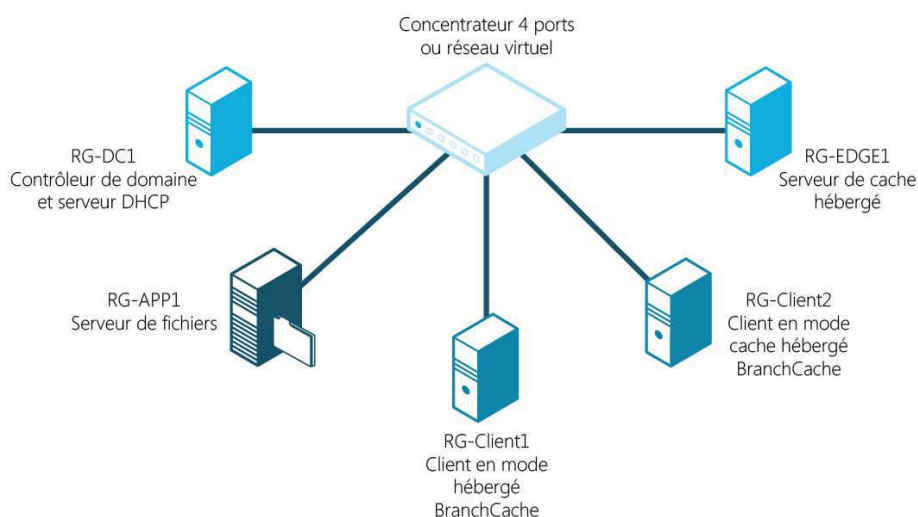 Concentrateur 4 ports
ou réseau virtuel
RG-DC1
Contrôleur de domaine
et serveur DHCP
RG-EDGE1
Serveur de cache
hébergé
RG-APP1
Serveur de fichiers
RG-Client2
Client en mode
cache hébergé
BranchCache
RG-Client1
Client en mode
hébergé
BranchCache